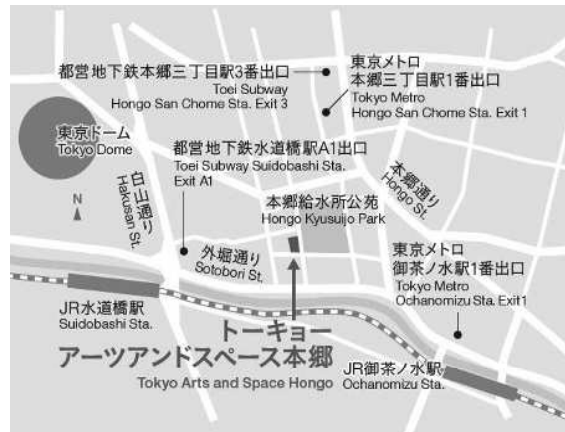 都営地下鉄本郷三丁目駅3番出口
Toei Subway
Hongo San Chome Sta. Exit 3
東京メトロ
本郷三丁目駅1番出口
Tokyo Metro
Hongo San Chome Sta. Exit 1
東京ドーム
Tokyo Dome
都営地下鉄水道橋駅A1出口
Toei Subway Suidobashi Sta.
Exit A1
白山通り
Hakusan St.
N
本郷通り
Hongo St.
本郷給水所公苑
Hongo Kyusuijo Park
外堀通り
Sotobori St.
東京メトロ
御茶ノ水駅1番出口
Tokyo Metro
Ochanomizu Sta. Exit1
JR水道橋駅
Suidobashi Sta.
トーキョー
アーツアンドスペース本郷
Tokyo Arts and Space Hongo
JR御茶ノ水駅
Ochanomizu Sta.